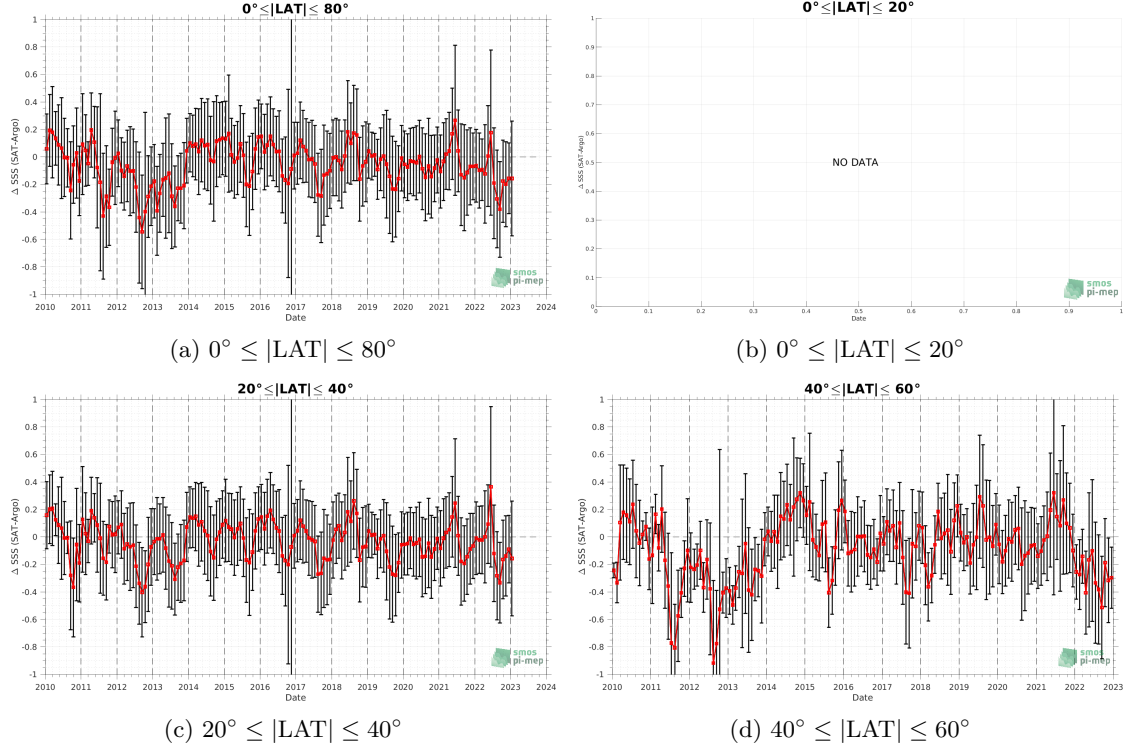 0°≤|LAT|≤ 80°
Δ SSS (SAT-Argo)
1
0.8
0.6
0.4
0.2
0
-0.2
-0.4
-0.6
-0.8
-1
2010 2011 2012 2013 2014 2015 2016 2017 2018 2019 2020 2021 2022 2023 2024
Date
smos
pi-mep
(a) 0° ≤ |LAT| ≤ 80°
0°≤|LAT|≤ 20°
Δ SSS (SAT-Argo)
1
0.9
0.8
0.7
0.6
0.5
0.4
0.3
0.2
0.1
0
NO DATA
0 0.1 0.2 0.3 0.4 0.5 0.6 0.7 0.8 0.9 1
Date
smos
pi-mep
(b) 0° ≤ |LAT| ≤ 20°
20°≤|LAT|≤ 40°
Δ SSS (SAT-Argo)
1
0.8
0.6
0.4
0.2
0
-0.2
-0.4
-0.6
-0.8
-1
2010 2011 2012 2013 2014 2015 2016 2017 2018 2019 2020 2021 2022 2023 2024
Date
smos
pi-mep
(c) 20° ≤ |LAT| ≤ 40°
40°≤|LAT|≤ 60°
Δ SSS (SAT-Argo)
1
0.8
0.6
0.4
0.2
0
-0.2
-0.4
-0.6
-0.8
-1
2010 2011 2012 2013 2014 2015 2016 2017 2018 2019 2020 2021 2022 2023
Date
smos
pi-mep
(d) 40° ≤ |LAT| ≤ 60°